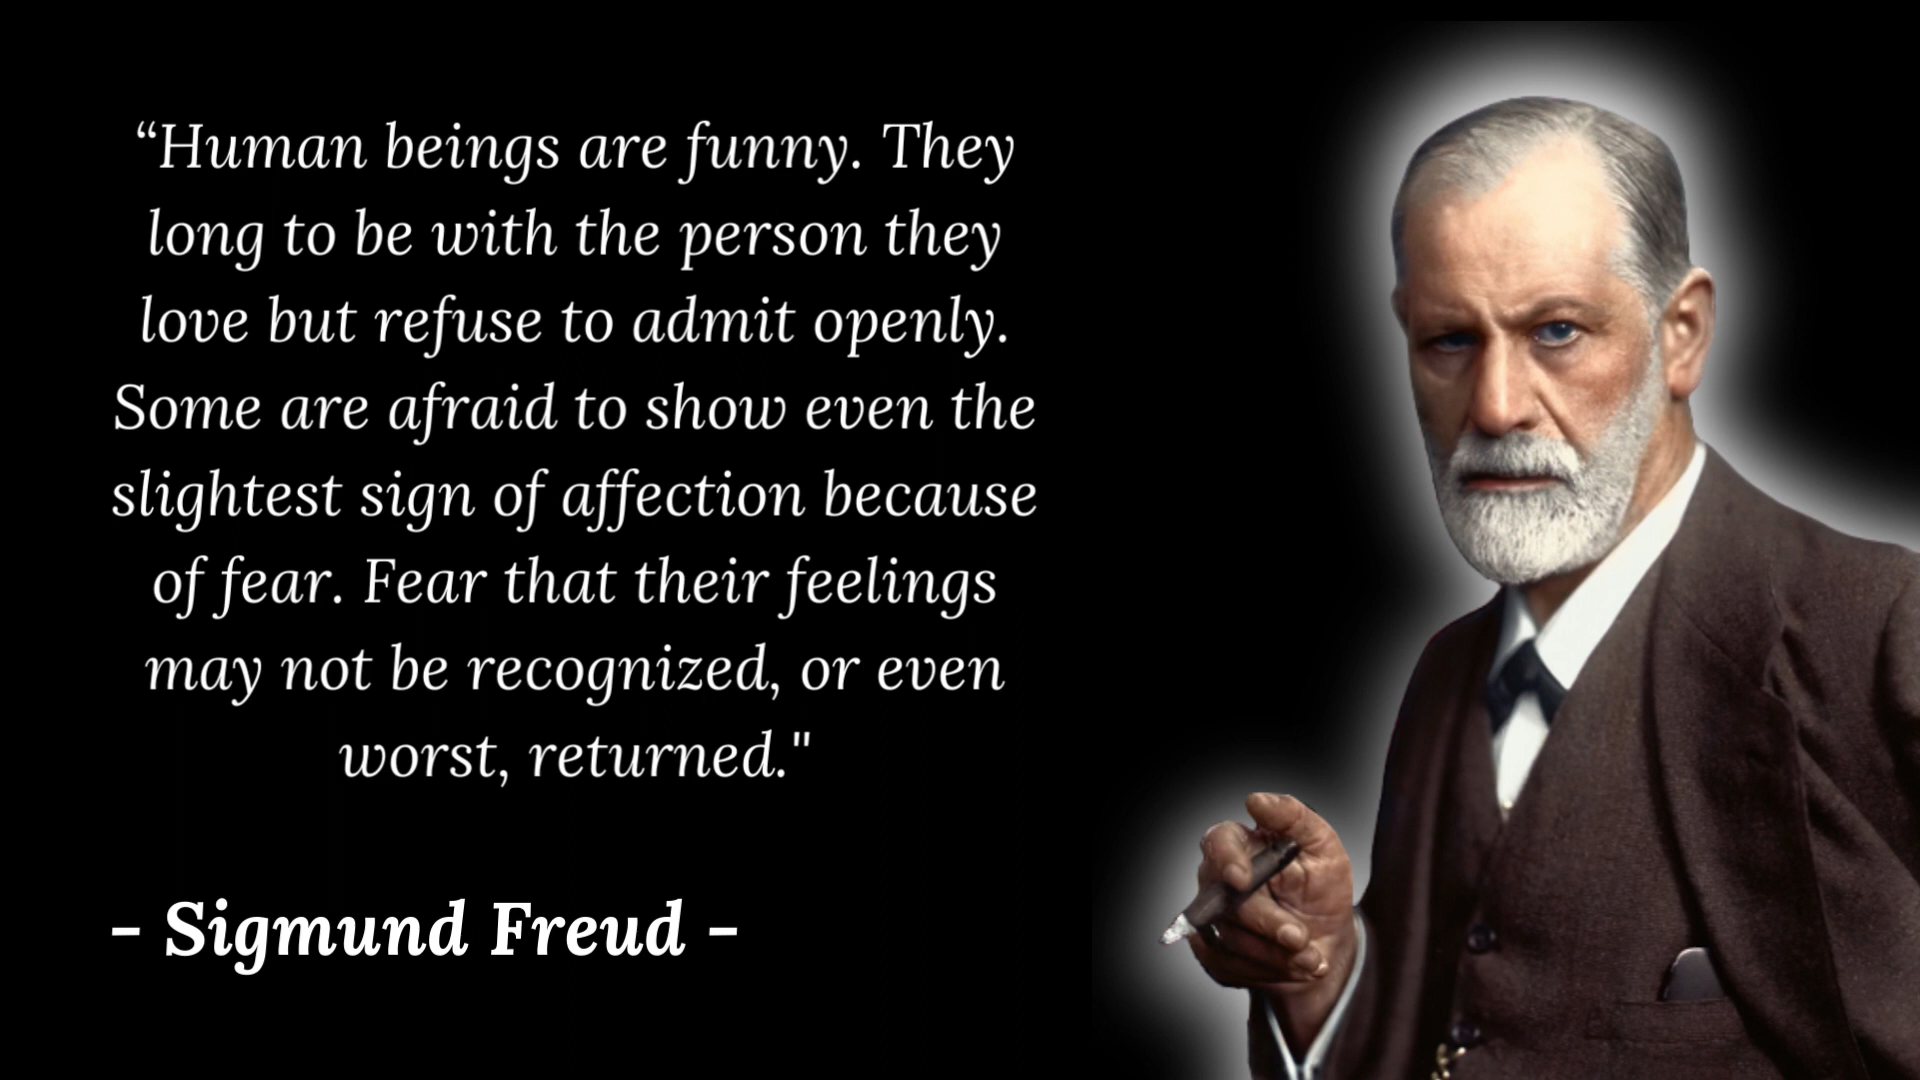 “Human beings are funny. They
long to be with the person they
love but refuse to admit openly.
Some are afraid to show even the
slightest sign of affection because
of fear. Fear that their feelings
may not be recognized, or even
worst, returned."
- Sigmund Freud -